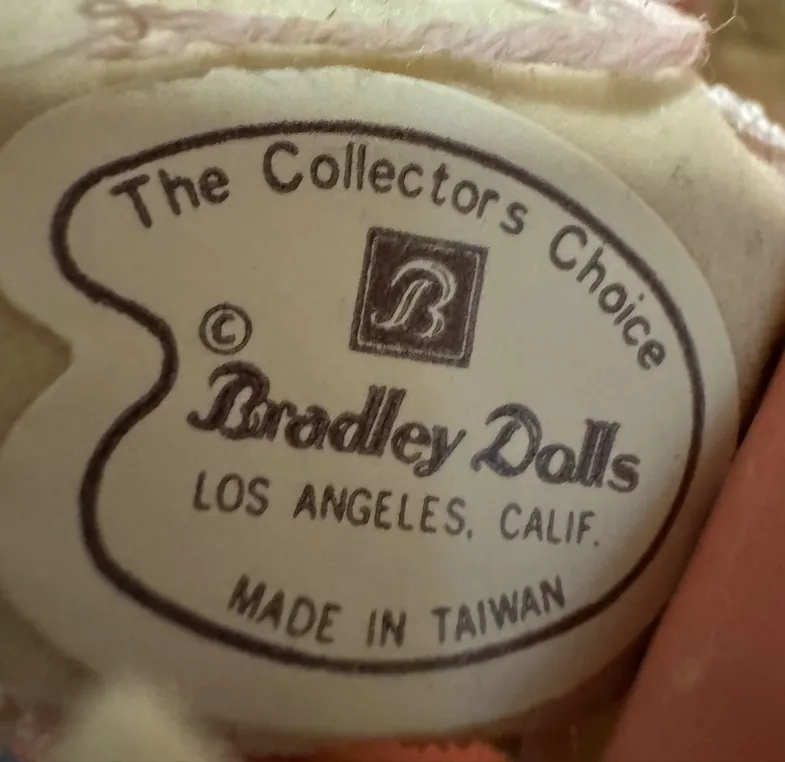 The Collectors Choice
B
©
Bradley Dolls
LOS ANGELES, CALIF.
MADE IN TAIWAN